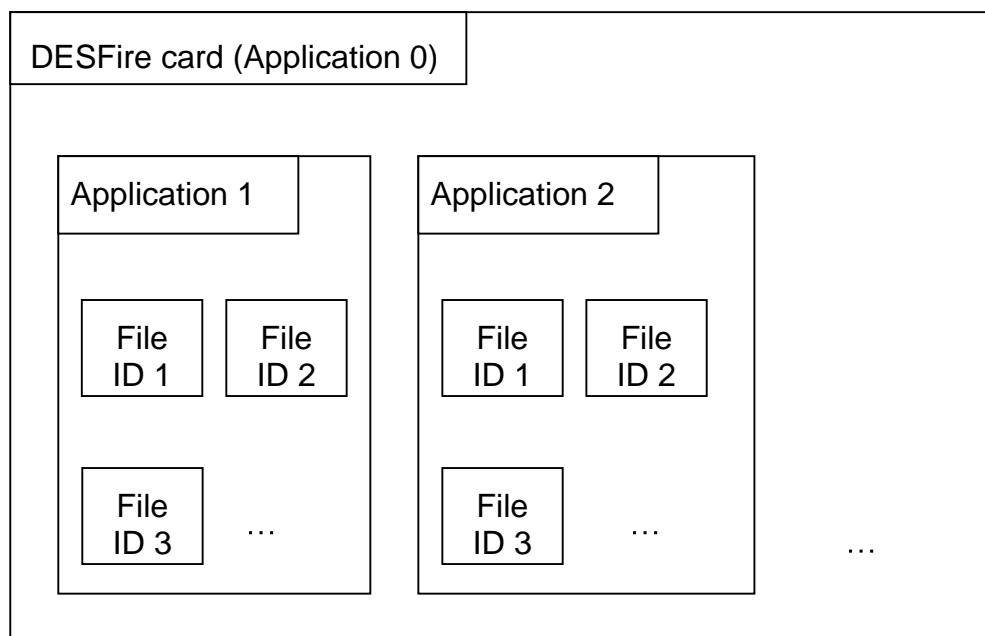 DESFire card (Application 0)
Application 1
Application 2
File
ID 1
File
ID 2
File
ID 1
File
ID 2
File
ID 3
…
File
ID 3
…
…